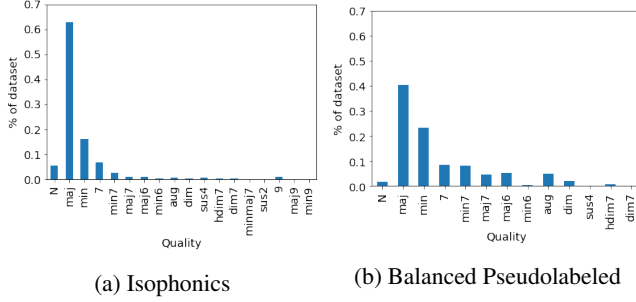 % of dataset
0.7
0.6
0.5
0.4
0.3
0.2
0.1
0.0
N
maj
min
7
min7
maj7
maj6
min6
aug
dim
sus4
hdim7
dim7
minmaj7
sus2
9
maj9
min9
Quality
(a) Isophonics
% of dataset
0.7
0.6
0.5
0.4
0.3
0.2
0.1
0.0
N
maj
min
7
min7
maj7
maj6
min6
aug
dim
sus4
hdim7
dim7
Quality
(b) Balanced Pseudolabeled